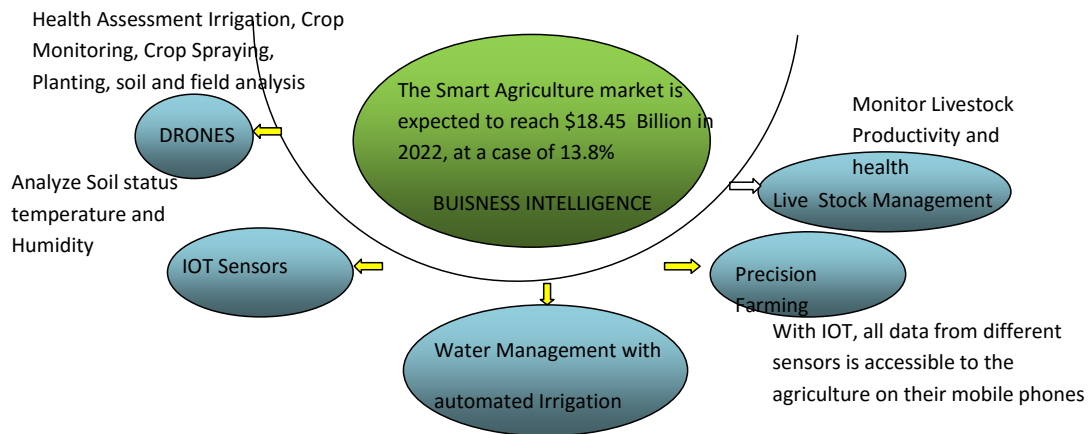 Health Assessment Irrigation, Crop
Monitoring, Crop Spraying,
Planting, soil and field analysis
DRONES
Analyze Soil status
temperature and
Humidity
IOT Sensors
The Smart Agriculture market is
expected to reach $18.45 Billion in
2022, at a case of 13.8%
BUISNESS INTELLIGENCE
Water Management with
automated Irrigation
Monitor Livestock
Productivity and
health
Live Stock Management
Precision
Farming
With IOT, all data from different
sensors is accessible to the
agriculture on their mobile phones